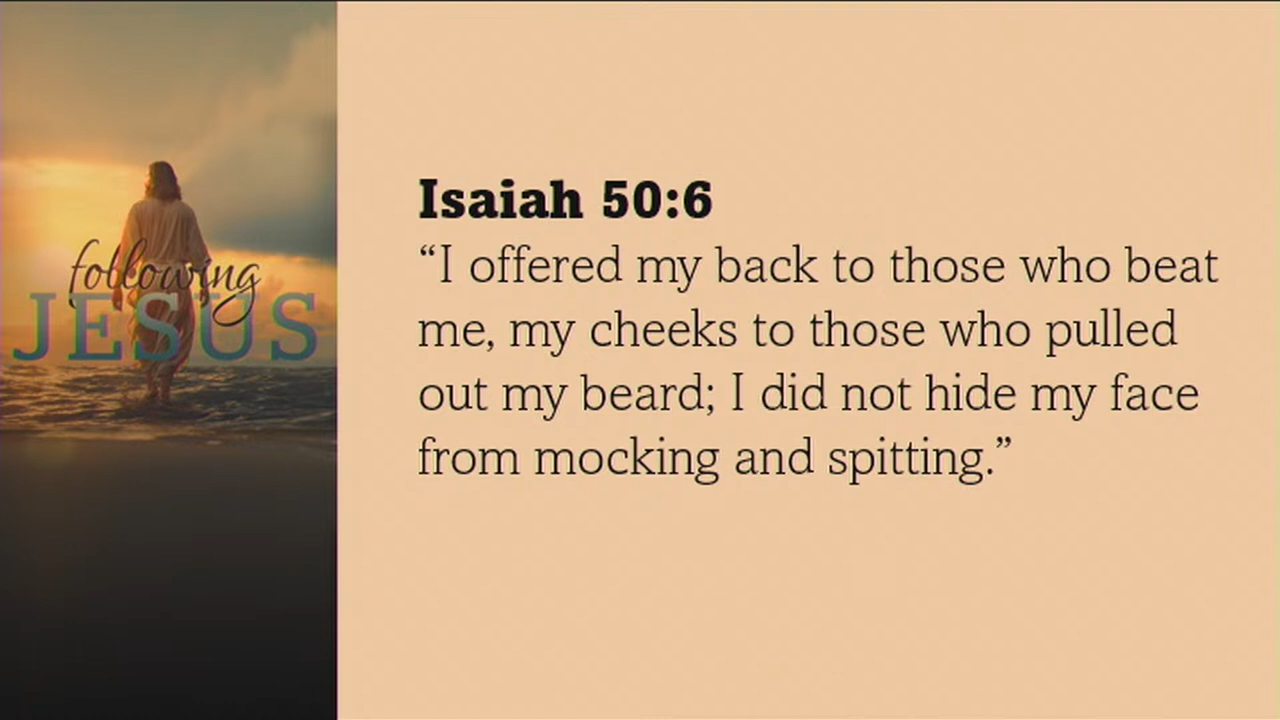 following
JESUS
Isaiah 50:6
“I offered my back to those who beat
me, my cheeks to those who pulled
out my beard; I did not hide my face
from mocking and spitting.”